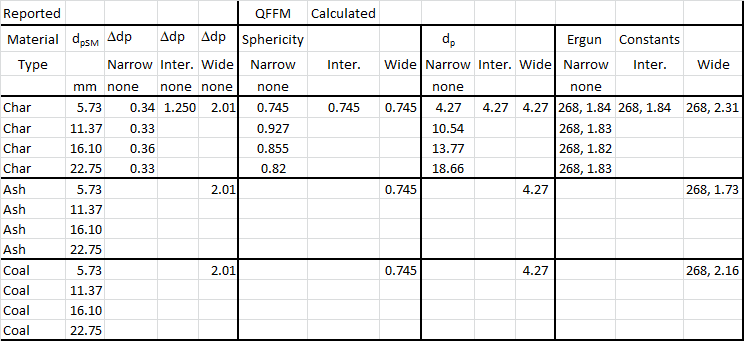 Reported QFFM Calculated
Material dpSM Δdp Δdp Δdp Sphericity dp Ergun Constants
Type Narrow Inter. Wide Narrow Inter. Wide Narrow Inter. Wide Narrow Inter. Wide
mm none none none none none none
Char 5.73 0.34 1.250 2.01 0.745 0.745 0.745 4.27 4.27 4.27 268, 1.84 268, 1.84 268, 2.31
Char 11.37 0.33 0.927 10.54 268, 1.83
Char 16.10 0.36 0.855 13.77 268, 1.82
Char 22.75 0.33 0.82 18.66 268, 1.83
Ash 5.73 2.01 0.745 4.27 268, 1.73
Ash 11.37
Ash 16.10
Ash 22.75
Coal 5.73 2.01 0.745 4.27 268, 2.16
Coal 11.37
Coal 16.10
Coal 22.75